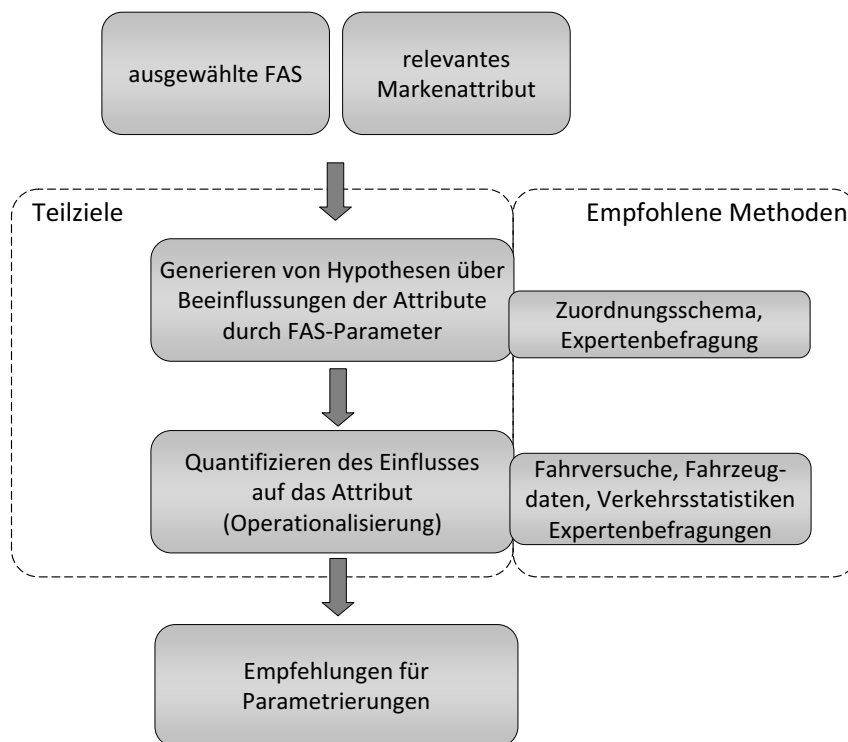 ausgewählte FAS
relevantes
Markenattribut
Teilziele
Empfohlene Methoden
Generieren von Hypothesen über
Beeinflussungen der Attribute
durch FAS-Parameter
Zuordnungsschema,
Expertenbefragung
Quantifizieren des Einflusses
auf das Attribut
(Operationalisierung)
Fahrversuche, Fahrzeug-
daten, Verkehrsstatistiken
Expertenbefragungen
Empfehlungen für
Parametrierungen